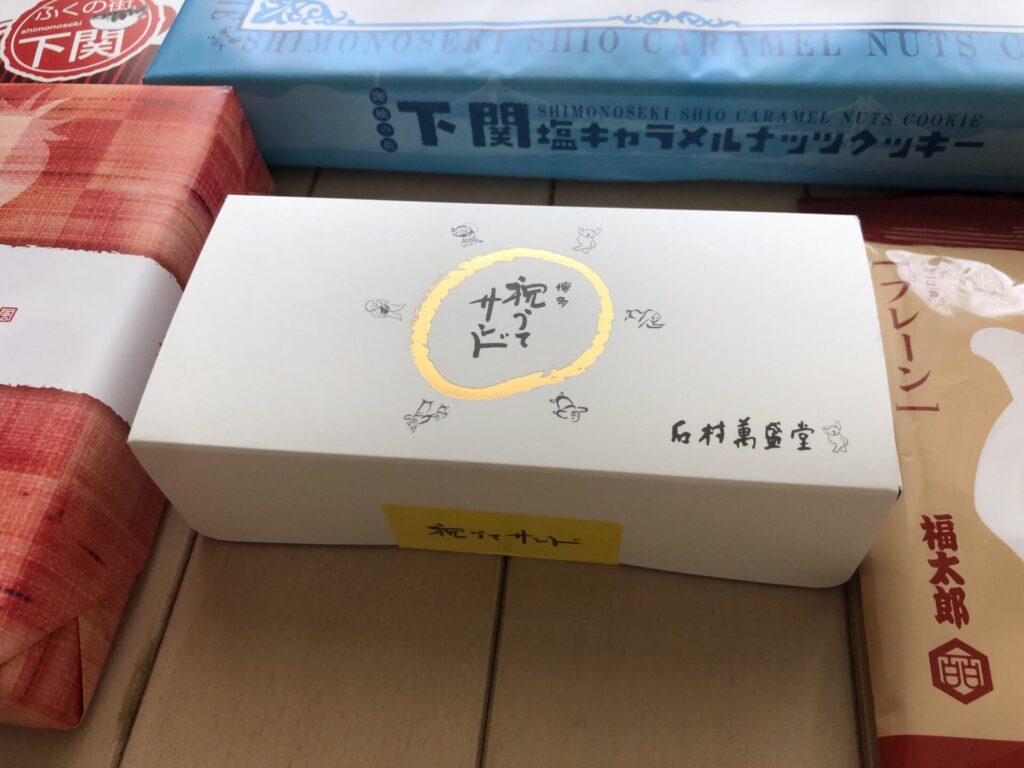 ふくの街
shimonoseki
下関
SHIMONOSEKI SHIO CARAMEL NUTS C
SHIMONOSEKI SHIO CARAMEL NUTS COOKIE
下関塩キャラメルナッツクッキー
博多
祝うて
サンド
石村萬盛堂
祝うてサンド
[プレーン]
福太郎